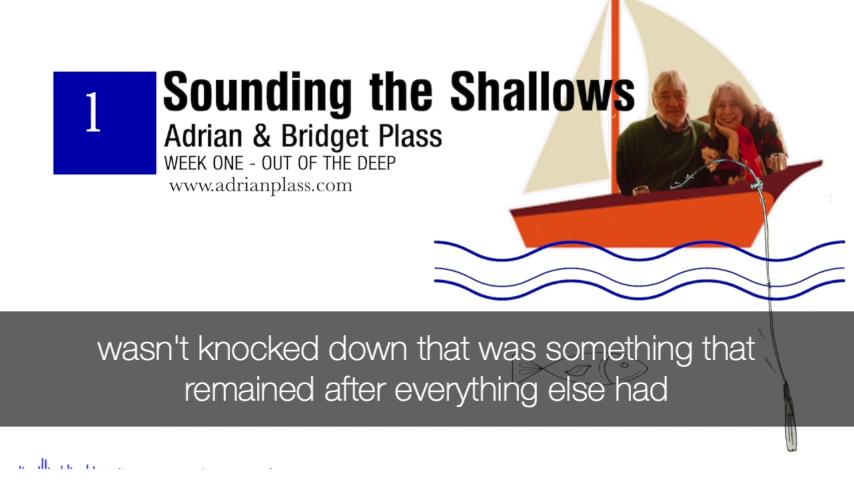 1
Sounding the Shallows
Adrian & Bridget Plass
WEEK ONE - OUT OF THE DEEP
www.adrianplass.com
wasn't knocked down that was something that
remained after everything else had